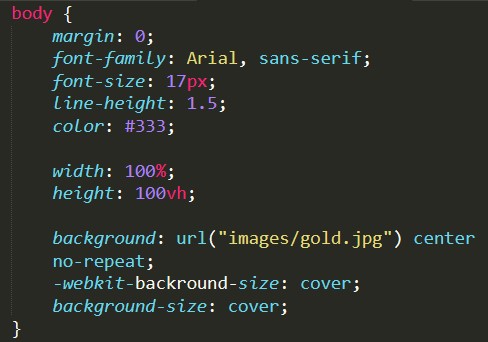 body {
margin: 0;
font-family: Arial, sans-serif;
font-size: 17px;
line-height: 1.5;
color: #333;
width: 100%;
height: 100vh;
background: url("images/gold.jpg") center
no-repeat;
-webkit-backround-size: cover;
background-size: cover;
}